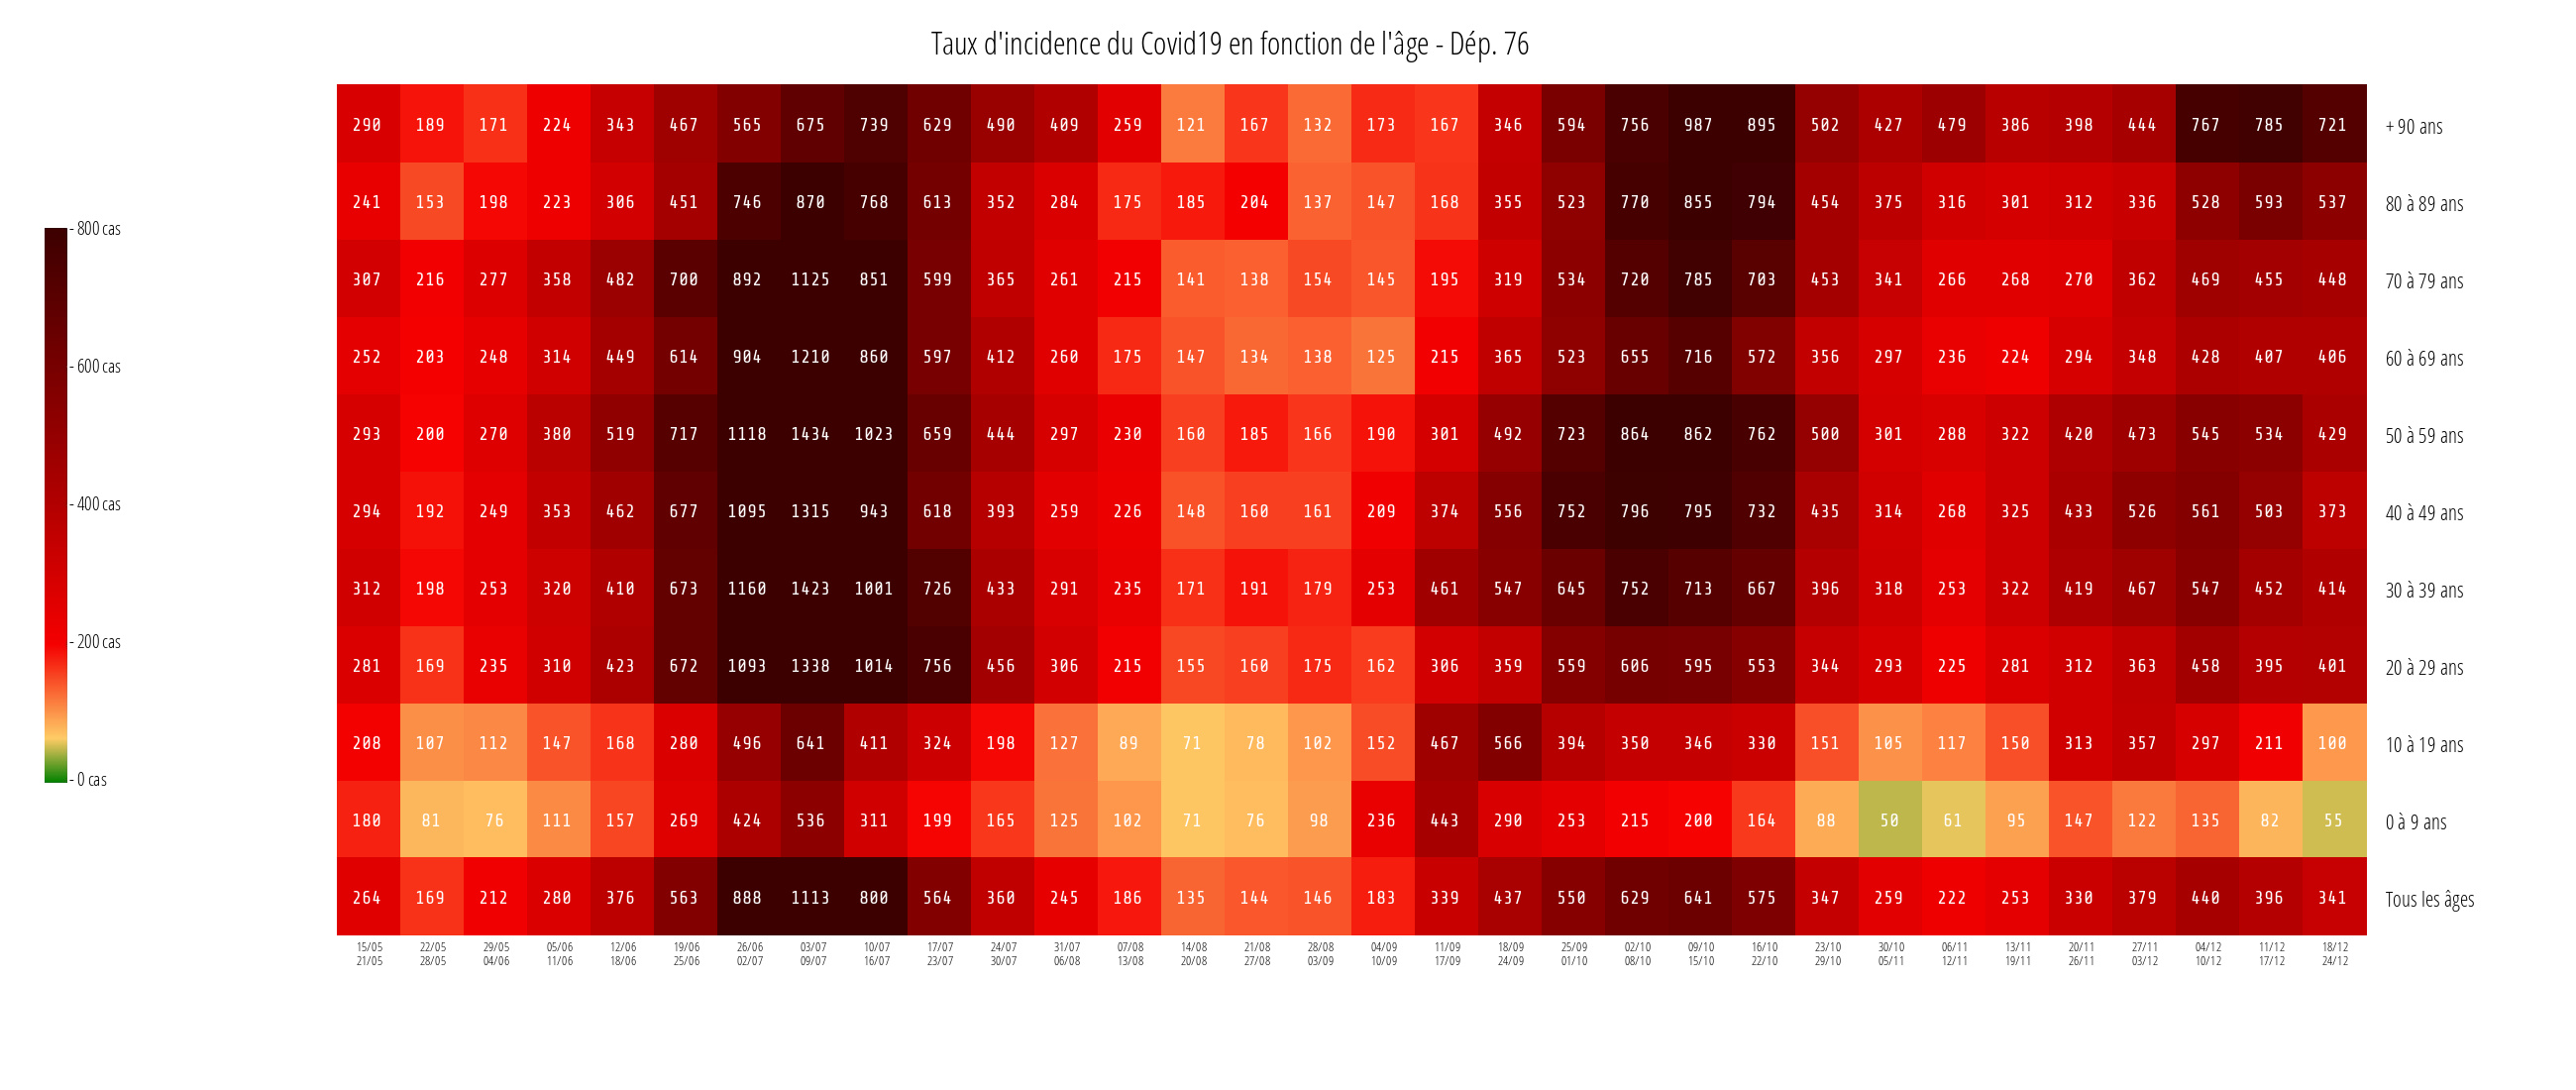 Taux d'incidence du Covid19 en fonction de l'âge - Dép. 76
- 800 cas
- 600 cas
- 400 cas
- 200 cas
- 0 cas
290 189 171 224 343 467 565 675 739 629 490 409 259 121 167 132 173 167 346 594 756 987 895 502 427 479 386 398 444 767 785 721 + 90 ans
241 153 198 223 306 451 746 870 768 613 352 284 175 185 204 137 147 168 355 523 770 855 794 454 375 316 301 312 336 528 593 537 80 à 89 ans
307 216 277 358 482 700 892 1125 851 599 365 261 215 141 138 154 145 195 319 534 720 785 703 453 341 266 268 270 362 469 455 448 70 à 79 ans
252 203 248 314 449 614 904 1210 860 597 412 260 175 147 134 138 125 215 365 523 655 716 572 356 297 236 224 294 348 428 407 406 60 à 69 ans
293 200 270 380 519 717 1118 1434 1023 659 444 297 230 160 185 166 190 301 492 723 864 862 762 500 301 288 322 420 473 545 534 429 50 à 59 ans
294 192 249 353 462 677 1095 1315 943 618 393 259 226 148 160 161 209 374 556 752 796 795 732 435 314 268 325 433 526 561 503 373 40 à 49 ans
312 198 253 320 410 673 1160 1423 1001 726 433 291 235 171 191 179 253 461 547 645 752 713 667 396 318 253 322 419 467 547 452 414 30 à 39 ans
281 169 235 310 423 672 1093 1338 1014 756 456 306 215 155 160 175 162 306 359 559 606 595 553 344 293 225 281 312 363 458 395 401 20 à 29 ans
208 107 112 147 168 280 496 641 411 324 198 127 89 71 78 102 152 467 566 394 350 346 330 151 105 117 150 313 357 297 211 100 10 à 19 ans
180 81 76 111 157 269 424 536 311 199 165 125 102 71 76 98 236 443 290 253 215 200 164 88 50 61 95 147 122 135 82 55 0 à 9 ans
264 169 212 280 376 563 888 1113 800 564 360 245 186 135 144 146 183 339 437 550 629 641 575 347 259 222 253 330 379 440 396 341 Tous les âges
15/05 22/05 29/05 05/06 12/06 19/06 26/06 03/07 10/07 17/07 24/07 31/07 07/08 14/08 21/08 28/08 04/09 11/09 18/09 25/09 02/10 09/10 16/10 23/10 30/10 06/11 13/11 20/11 27/11 04/12 11/12 18/12
21/05 28/05 04/06 11/06 18/06 25/06 02/07 09/07 16/07 23/07 30/07 06/08 13/08 20/08 27/08 03/09 10/09 17/09 24/09 01/10 08/10 15/10 22/10 29/10 05/11 12/11 19/11 26/11 03/12 10/12 17/12 24/12